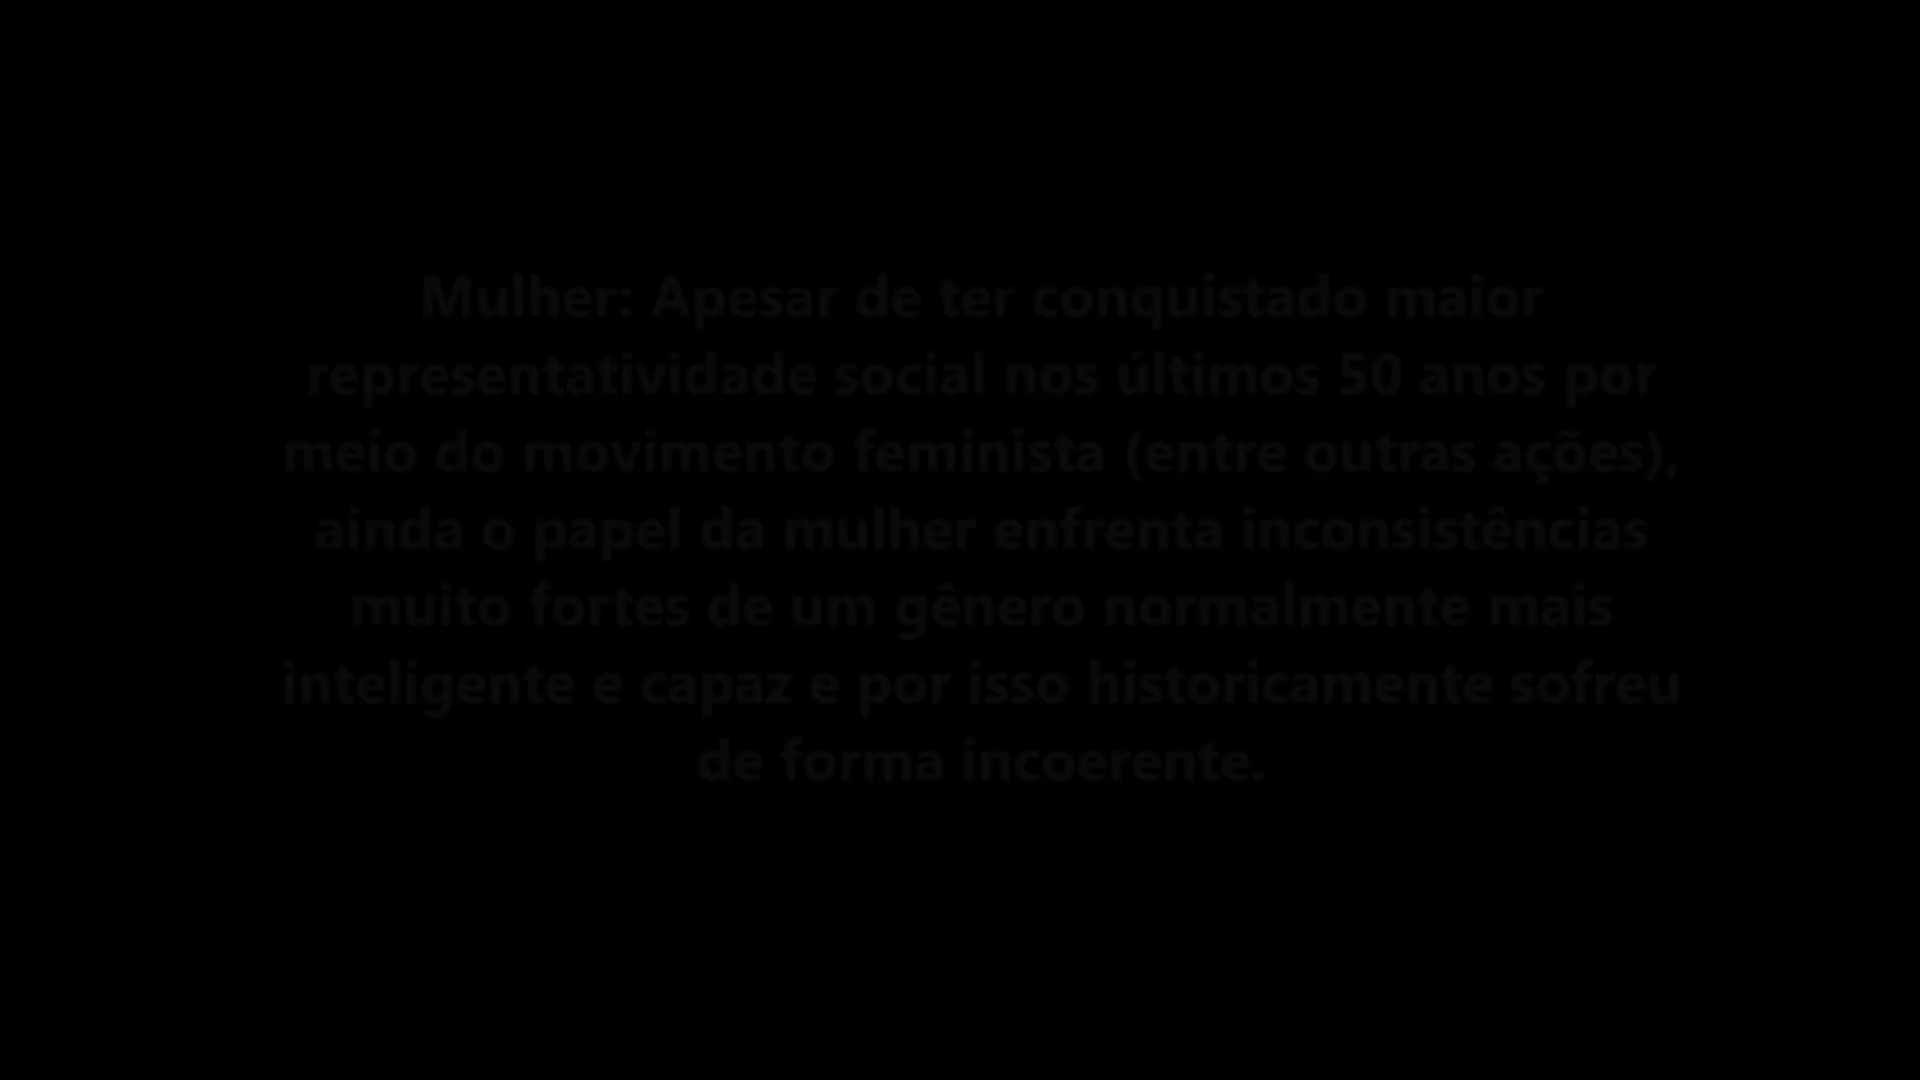 Mulher: Apesar de ter conquistado maior
representatividade social nos últimos 50 anos por
meio do movimento feminista (entre outras ações),
ainda o papel da mulher enfrenta inconsistências
muito fortes de um gênero normalmente mais
inteligente e capaz e por isso historicamente sofreu
de forma incoerente.